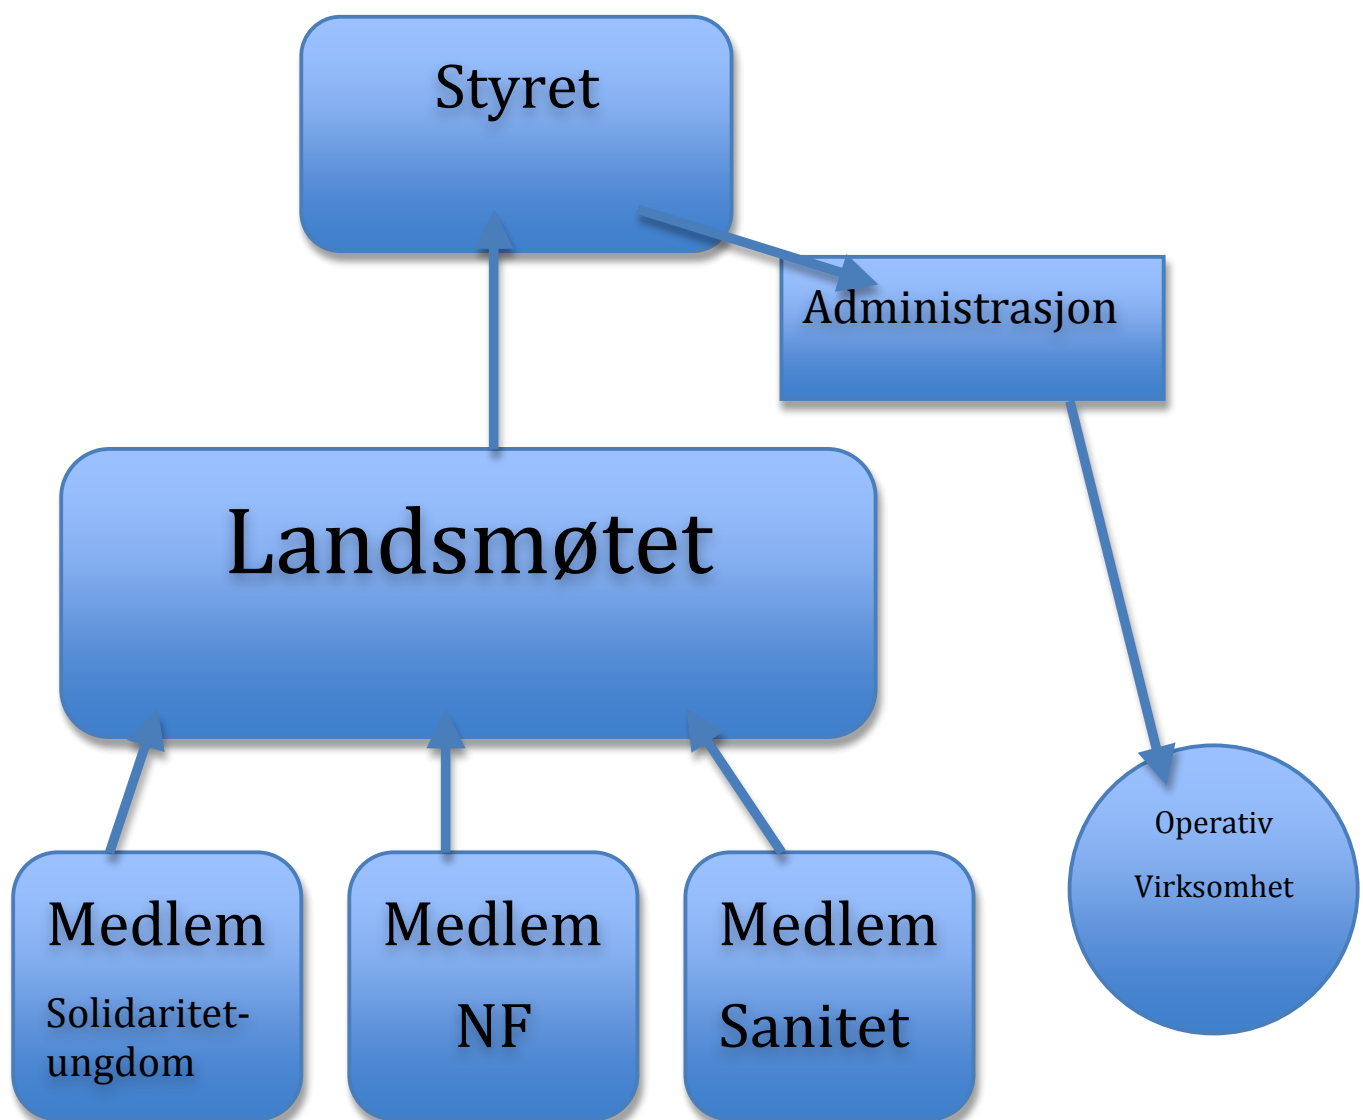 Styret
Administrasjon
Landsmøtet
Medlem
Solidaritet-
ungdom
Medlem
NF
Medlem
Sanitet
Operativ
Virksomhet